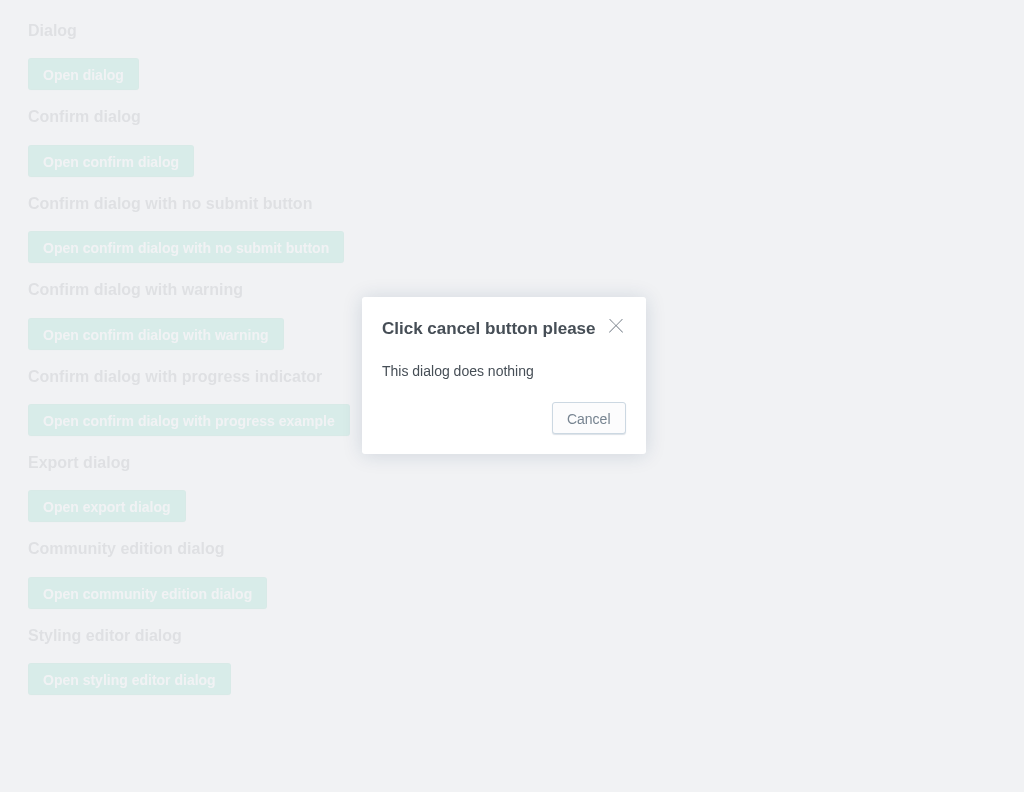 Dialog
Open dialog
Confirm dialog
Open confirm dialog
Confirm dialog with no submit button
Open confirm dialog with no submit button
Confirm dialog with warning
Open confirm dialog with warning
Confirm dialog with progress indicator
Open confirm dialog with progress example
Export dialog
Open export dialog
Community edition dialog
Open community edition dialog
Styling editor dialog
Open styling editor dialog
Click cancel button please
This dialog does nothing
Cancel